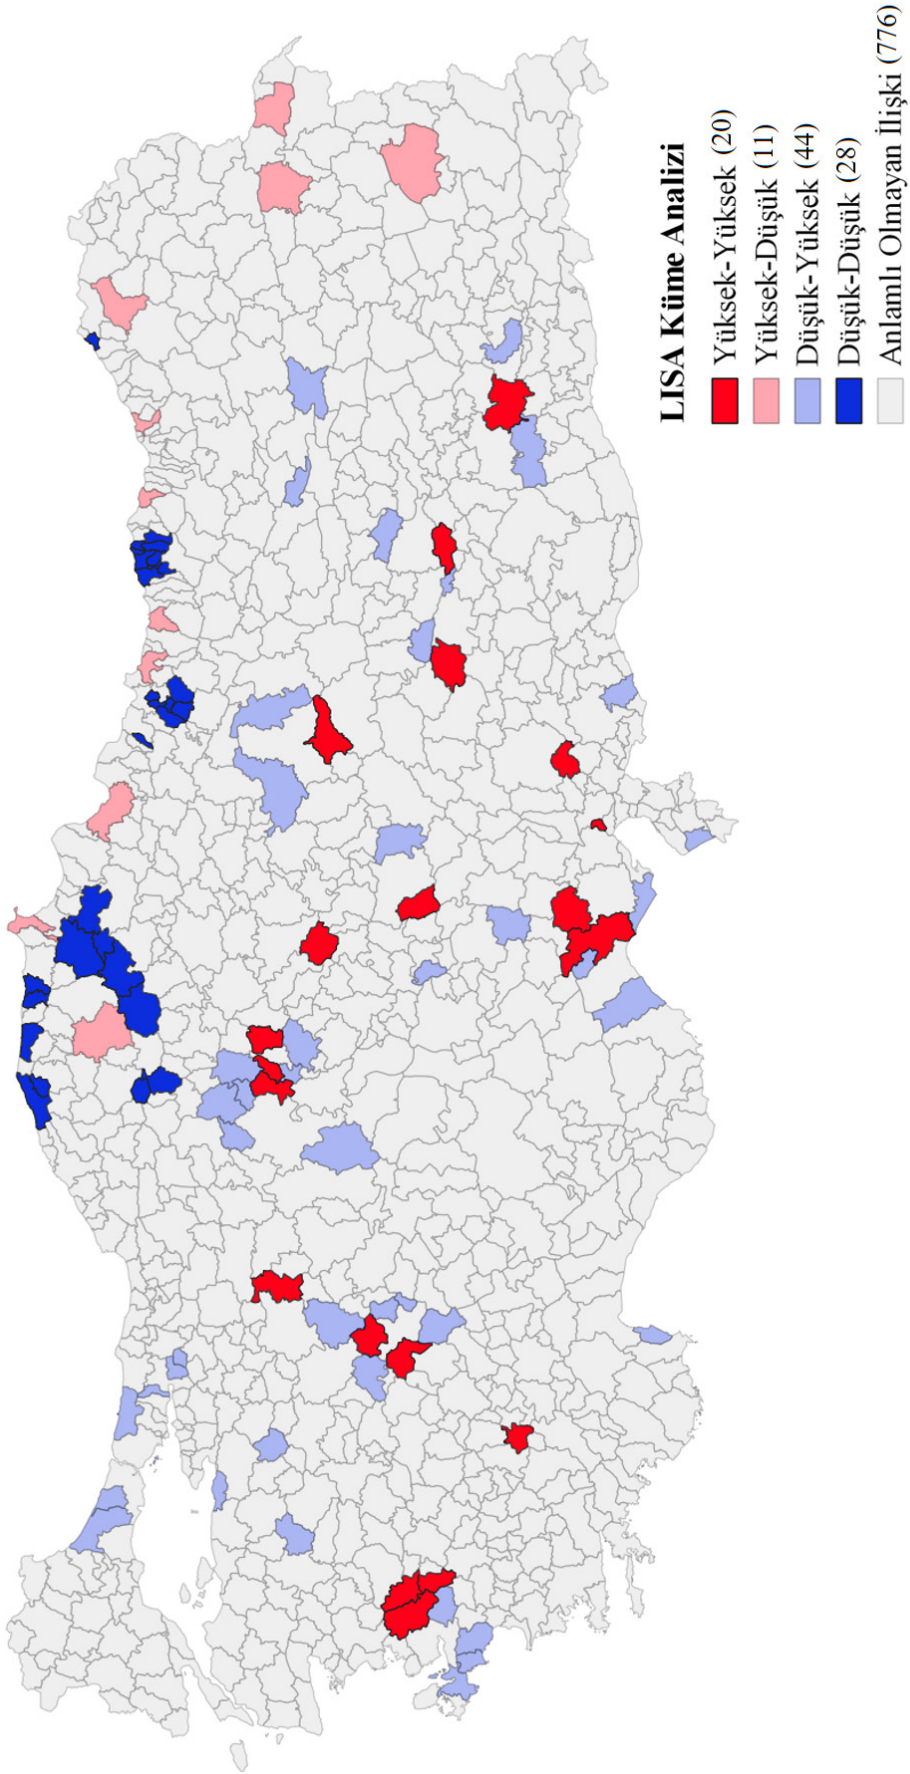 LISA Küme Analizi
Yüksek-Yüksek (20)
Yüksek-Düşük (11)
Düşük-Yüksek (44)
Düşük-Düşük (28)
Anlamlı Olmayan İlişki (776)